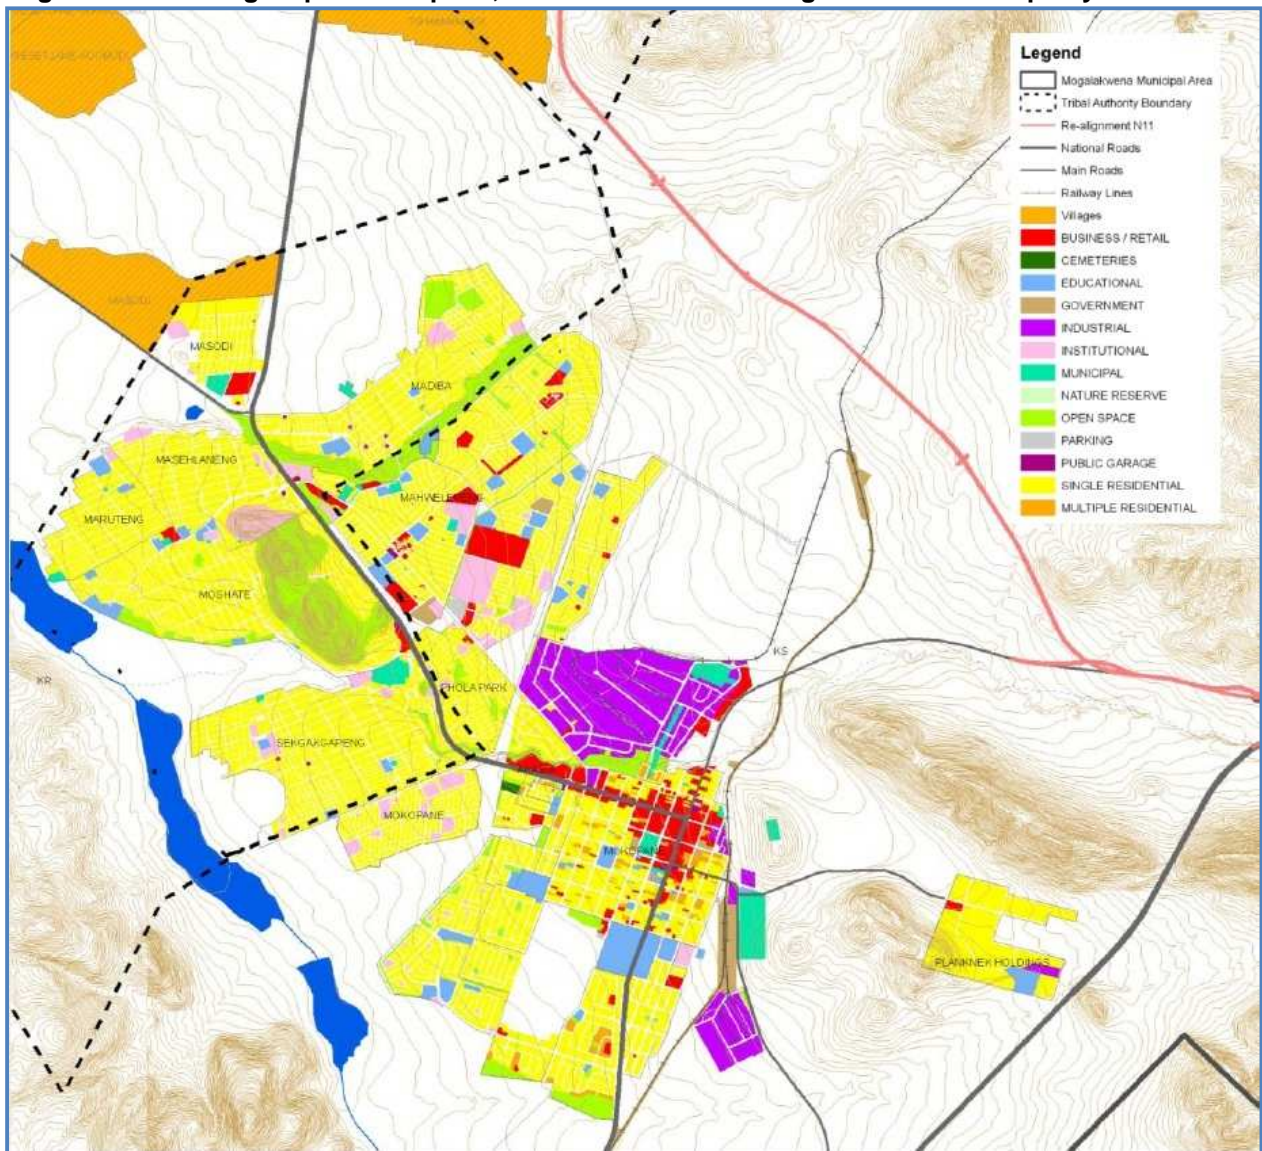 Legend
Mogalakwena Municipal Area
Tribal Authority Boundary
Re-alignment N11
National Roads
Main Roads
Railway Lines
Villages
BUSINESS / RETAIL
CEMETERIES
EDUCATIONAL
GOVERNMENT
INDUSTRIAL
INSTITUTIONAL
MUNICIPAL
NATURE RESERVE
OPEN SPACE
PARKING
PUBLIC GARAGE
SINGLE RESIDENTIAL
MULTIPLE RESIDENTIAL
MASODI
MASODI
MADIBA
MASEHLANENG
MAHWELERENG
MARUTENG
MOSHATE
KS
KR
PHOLA PARK
SEKGAKGAPENG
MOKOPANE
MOKOPANE
PLANKNEK HOLDINGS